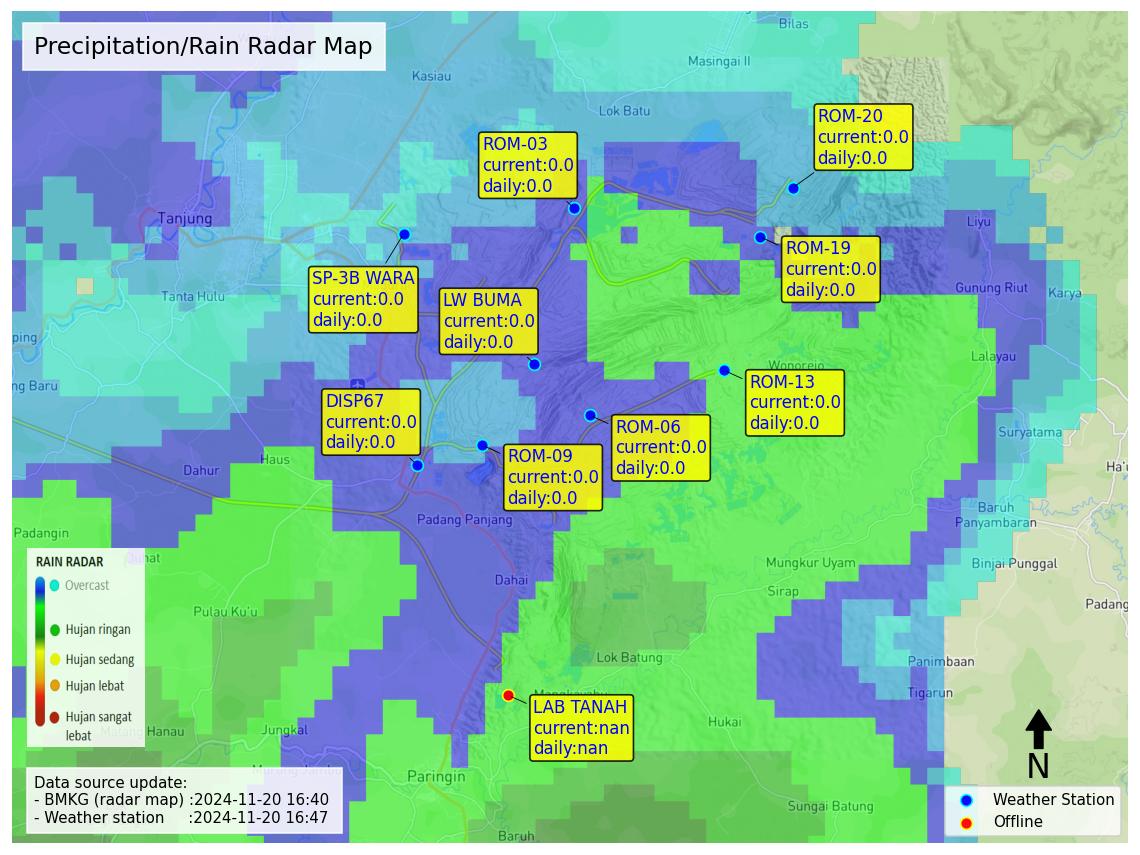 Precipitation/Rain Radar Map
Bilas
Masingai II
Kasiau
Lok Batu
ROM-20
current:0.0
daily:0.0
ROM-03
current:0.0
daily:0.0
Tanjung
Liyu
ROM-19
current:0.0
daily:0.0
SP-3B WARA
current:0.0
daily:0.0
LW BUMA
current:0.0
daily:0.0
Tanta Hulu
Gunung Riut
Karya
ping
Lalayau
Wonorejo
ng Baru
ROM-13
current:0.0
daily:0.0
DISP67
current:0.0
daily:0.0
ROM-06
current:0.0
daily:0.0
Suryatama
ROM-09
current:0.0
daily:0.0
Haus
Dahur
Ha'u
Baruh
Panyambaran
Padang Panjang
Padangin
Binjai Punggal
Mungkur Uyam
Dahai
Sirap
Padang
Pulau Ku'u
RAIN RADAR
Overcast
Hujan ringan
Hujan sedang
Hujan lebat
Hujan sangat
lebat
Lok Batung
Panimbaan
Tigarun
LAB TANAH
current:nan
daily:nan
Hukai
Jungkal
Paringin
Sungai Batung
Baruh
Data source update:
- BMKG (radar map) :2024-11-20 16:40
- Weather station :2024-11-20 16:47
N
Weather Station
Offline